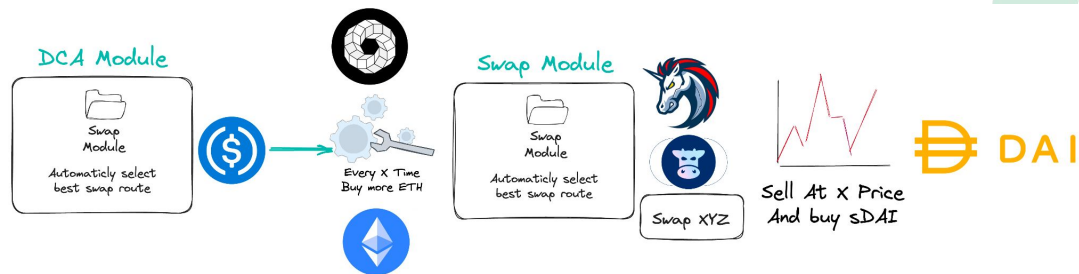 DCA Module
Swap
Module
Automaticly select
best swap route
$
Every X Time
Buy more ETH
Swap Module
Swap
Module
Automaticly select
best swap route
Swap XYZ
Sell At X Price
And buy sDAI
DAI